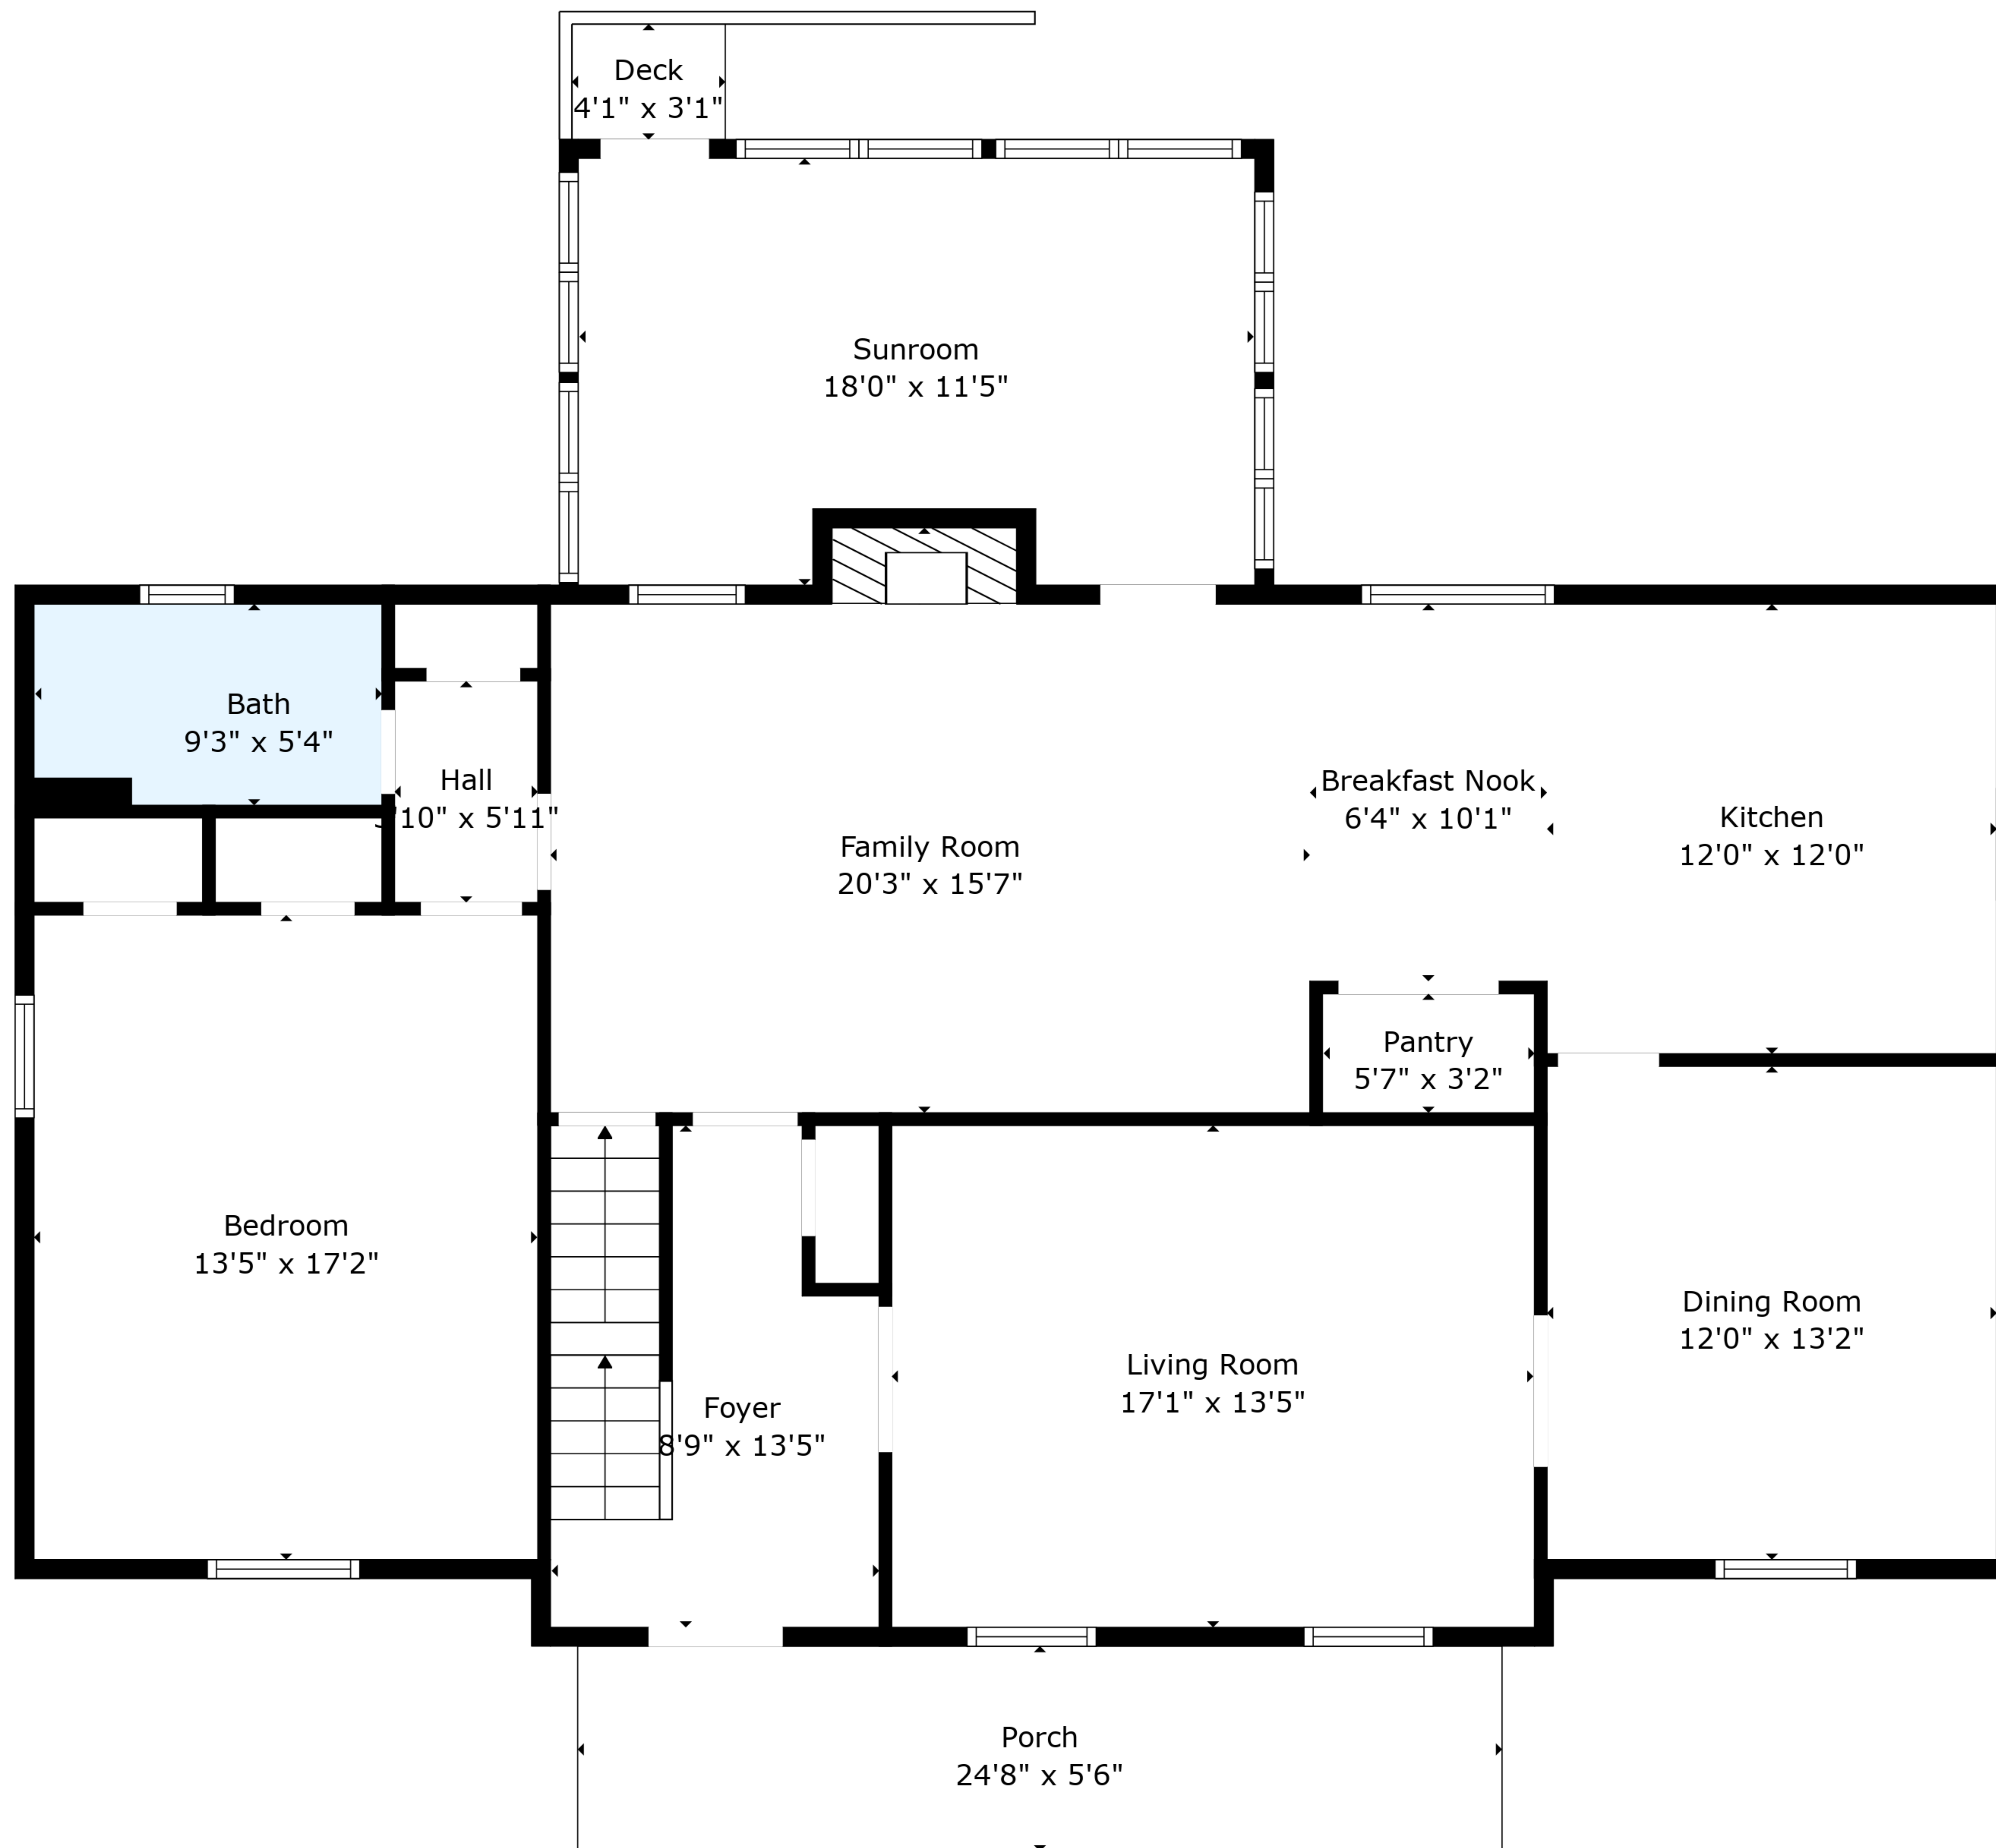 Deck
4'1" x 3'1"
Sunroom
18'0" x 11'5"
Bath
9'3" x 5'4"
Hall
'10" x 5'11"
Family Room
20'3" x 15'7"
Breakfast Nook
6'4" x 10'1"
Kitchen
12'0" x 12'0"
Pantry
5'7" x 3'2"
Bedroom
13'5" x 17'2"
Foyer
8'9" x 13'5"
Living Room
17'1" x 13'5"
Dining Room
12'0" x 13'2"
Porch
24'8" x 5'6"